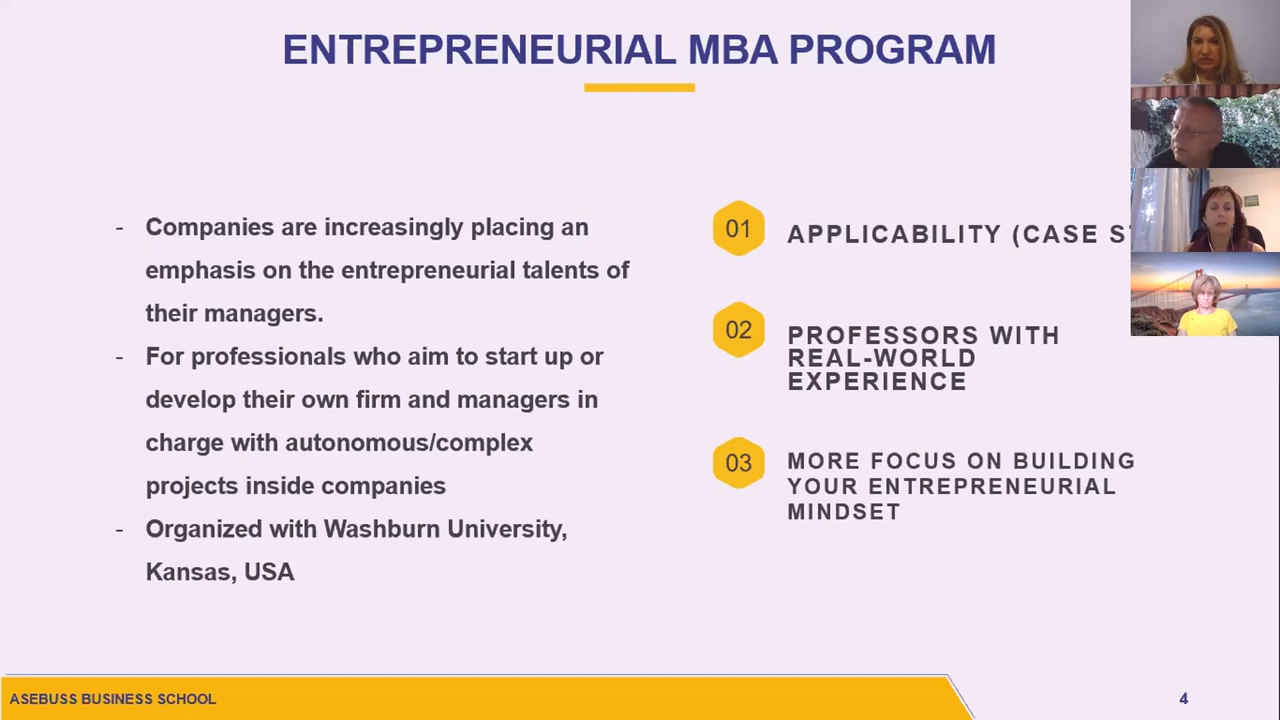 ENTREPRENEURIAL MBA PROGRAM
- Companies are increasingly placing an
emphasis on the entrepreneurial talents of
their managers.
- For professionals who aim to start up or
develop their own firm and managers in
charge with autonomous/complex
projects inside companies
- Organized with Washburn University,
Kansas, USA
01
APPLICABILITY (CASE
02
PROFESSORS WITH
REAL-WORLD
EXPERIENCE
03
MORE FOCUS ON BUILDING
YOUR ENTREPRENEURIAL
MINDSET
ASEBUSS BUSINESS SCHOOL
4